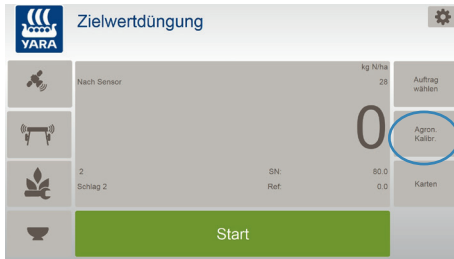 YARA
Zielwertdüngung
kg N/ha
Nach Sensor
28
Auftrag
wählen
0
Agron.
Kalibr.
2
SN:
60.0
Schlag 2
Ref:
0.0
Karten
Start